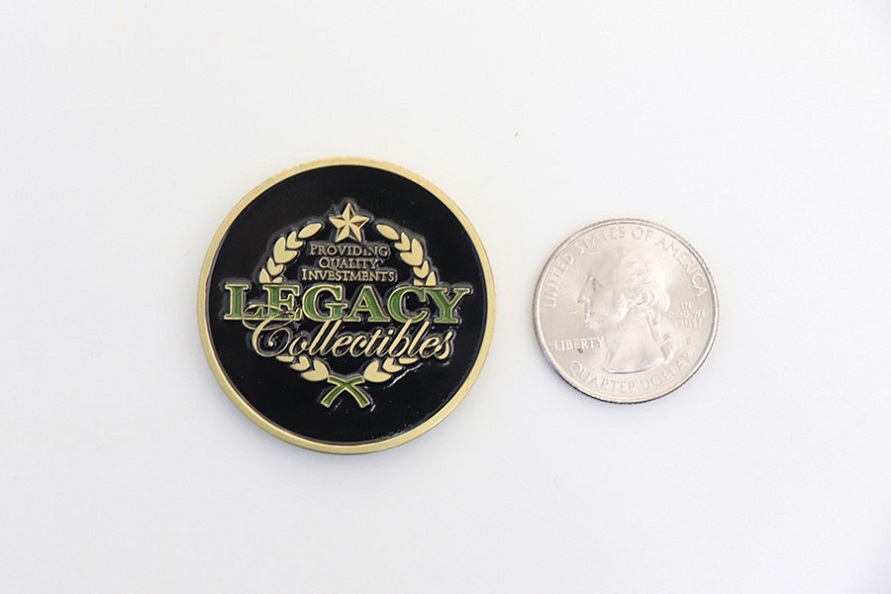 PROVIDING
QUALITY
INVESTMENTS
LEGACY
Collectibles
UNITED STATES OF AMERICA
LIBERTY
IN
GOD WE
TRUST
P
QUARTER DOLLAR